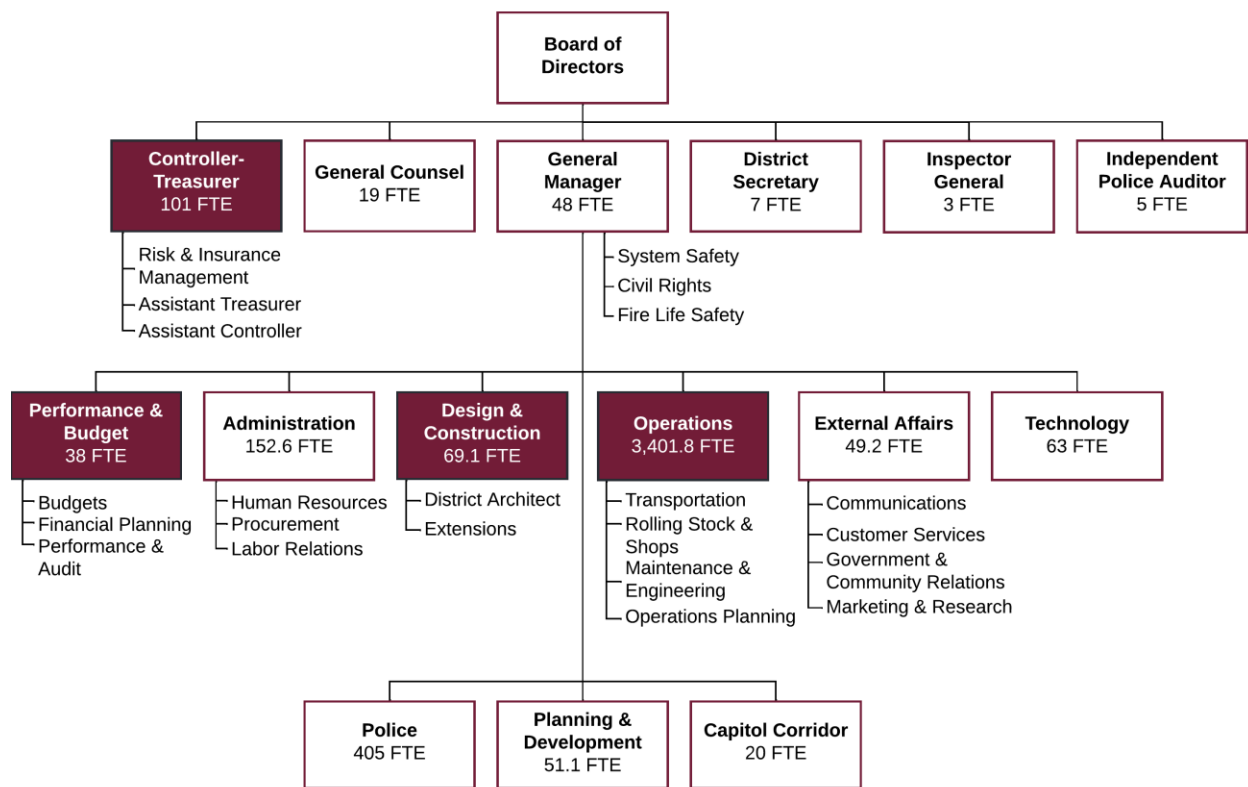 Board of
Directors
Controller-
Treasurer
101 FTE
General Counsel
19 FTE
General
Manager
48 FTE
District
Secretary
7 FTE
Inspector
General
3 FTE
Independent
Police Auditor
5 FTE
Risk & Insurance
Management
Assistant Treasurer
Assistant Controller
System Safety
Civil Rights
Fire Life Safety
Performance &
Budget
38 FTE
Administration
152.6 FTE
Design &
Construction
69.1 FTE
Operations
3,401.8 FTE
External Affairs
49.2 FTE
Technology
63 FTE
Budgets
Financial Planning
Performance &
Audit
Human Resources
Procurement
Labor Relations
District Architect
Extensions
Transportation
Rolling Stock &
Shops
Maintenance &
Engineering
Operations Planning
Communications
Customer Services
Government &
Community Relations
Marketing & Research
Police
405 FTE
Planning &
Development
51.1 FTE
Capitol Corridor
20 FTE